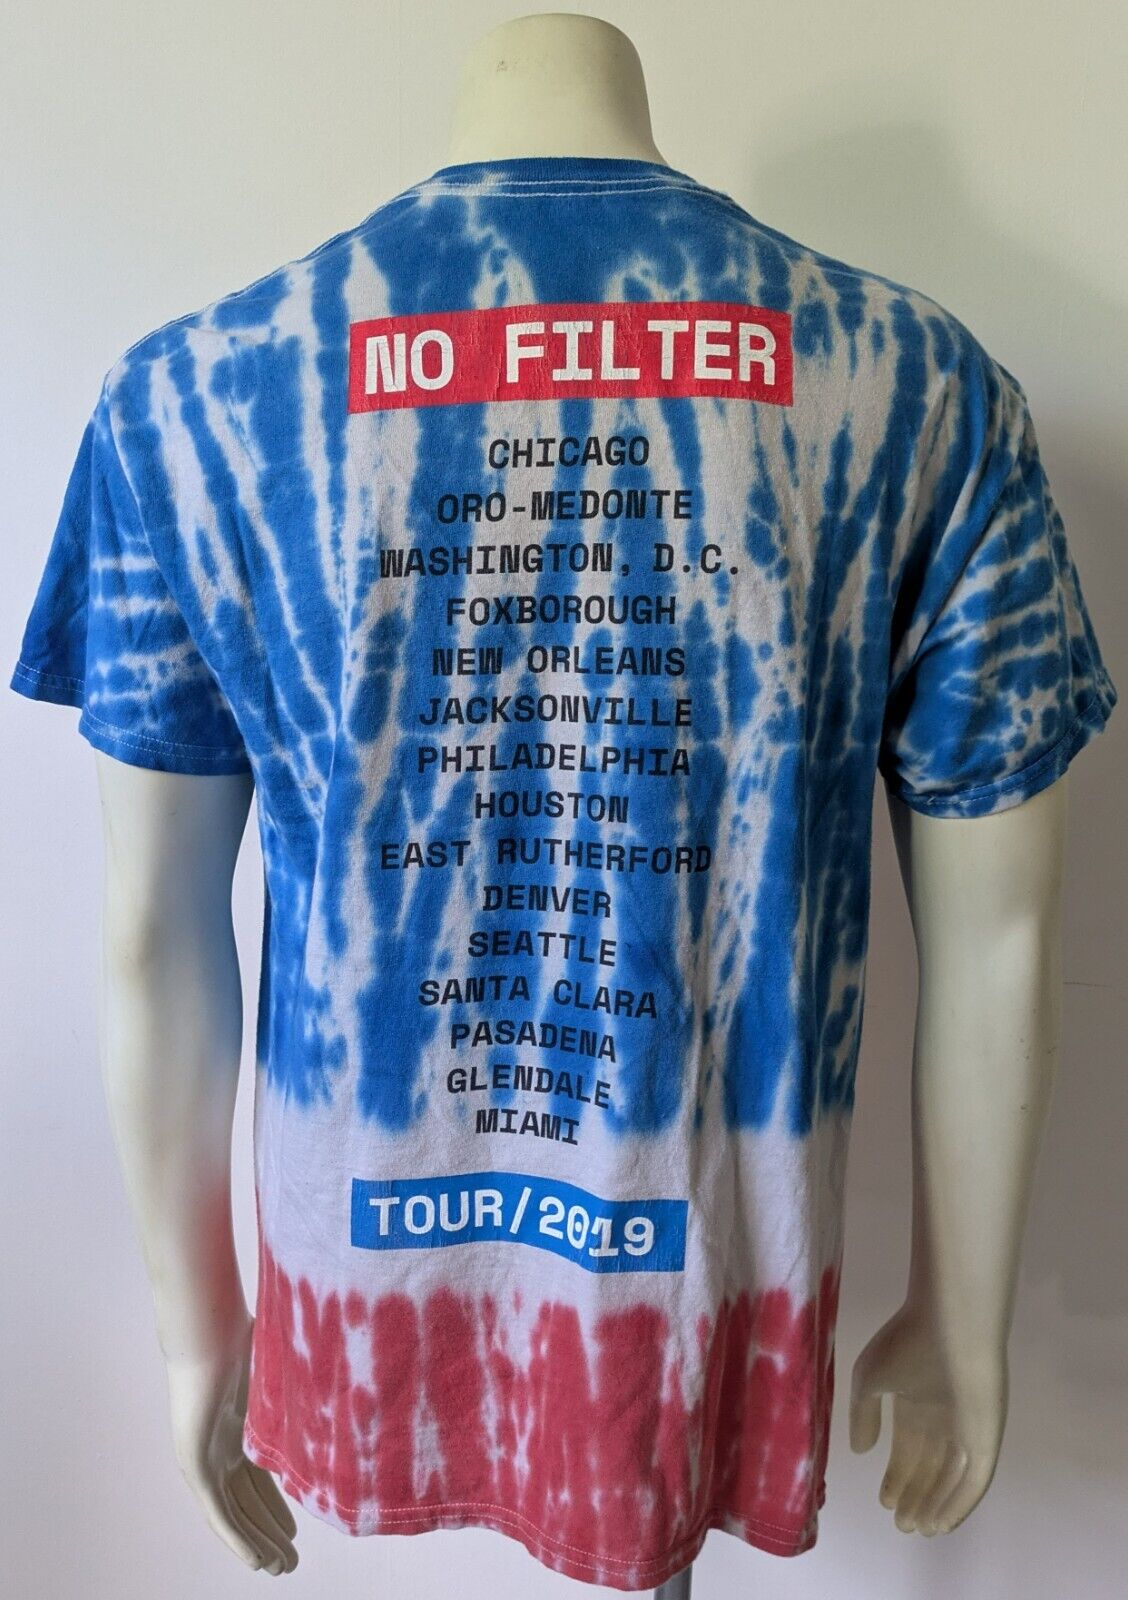 NO FILTER
CHICAGO
ORO-MEDONTE
WASHINGTON, D.C.
FOXBOROUGH
NEW ORLEANS
JACKSONVILLE
PHILADELPHIA
HOUSTON
EAST RUTHERFORD
DENVER
SEATTLE
SANTA CLARA
PASADENA
GLENDALE
MIAMI
TOUR/2019